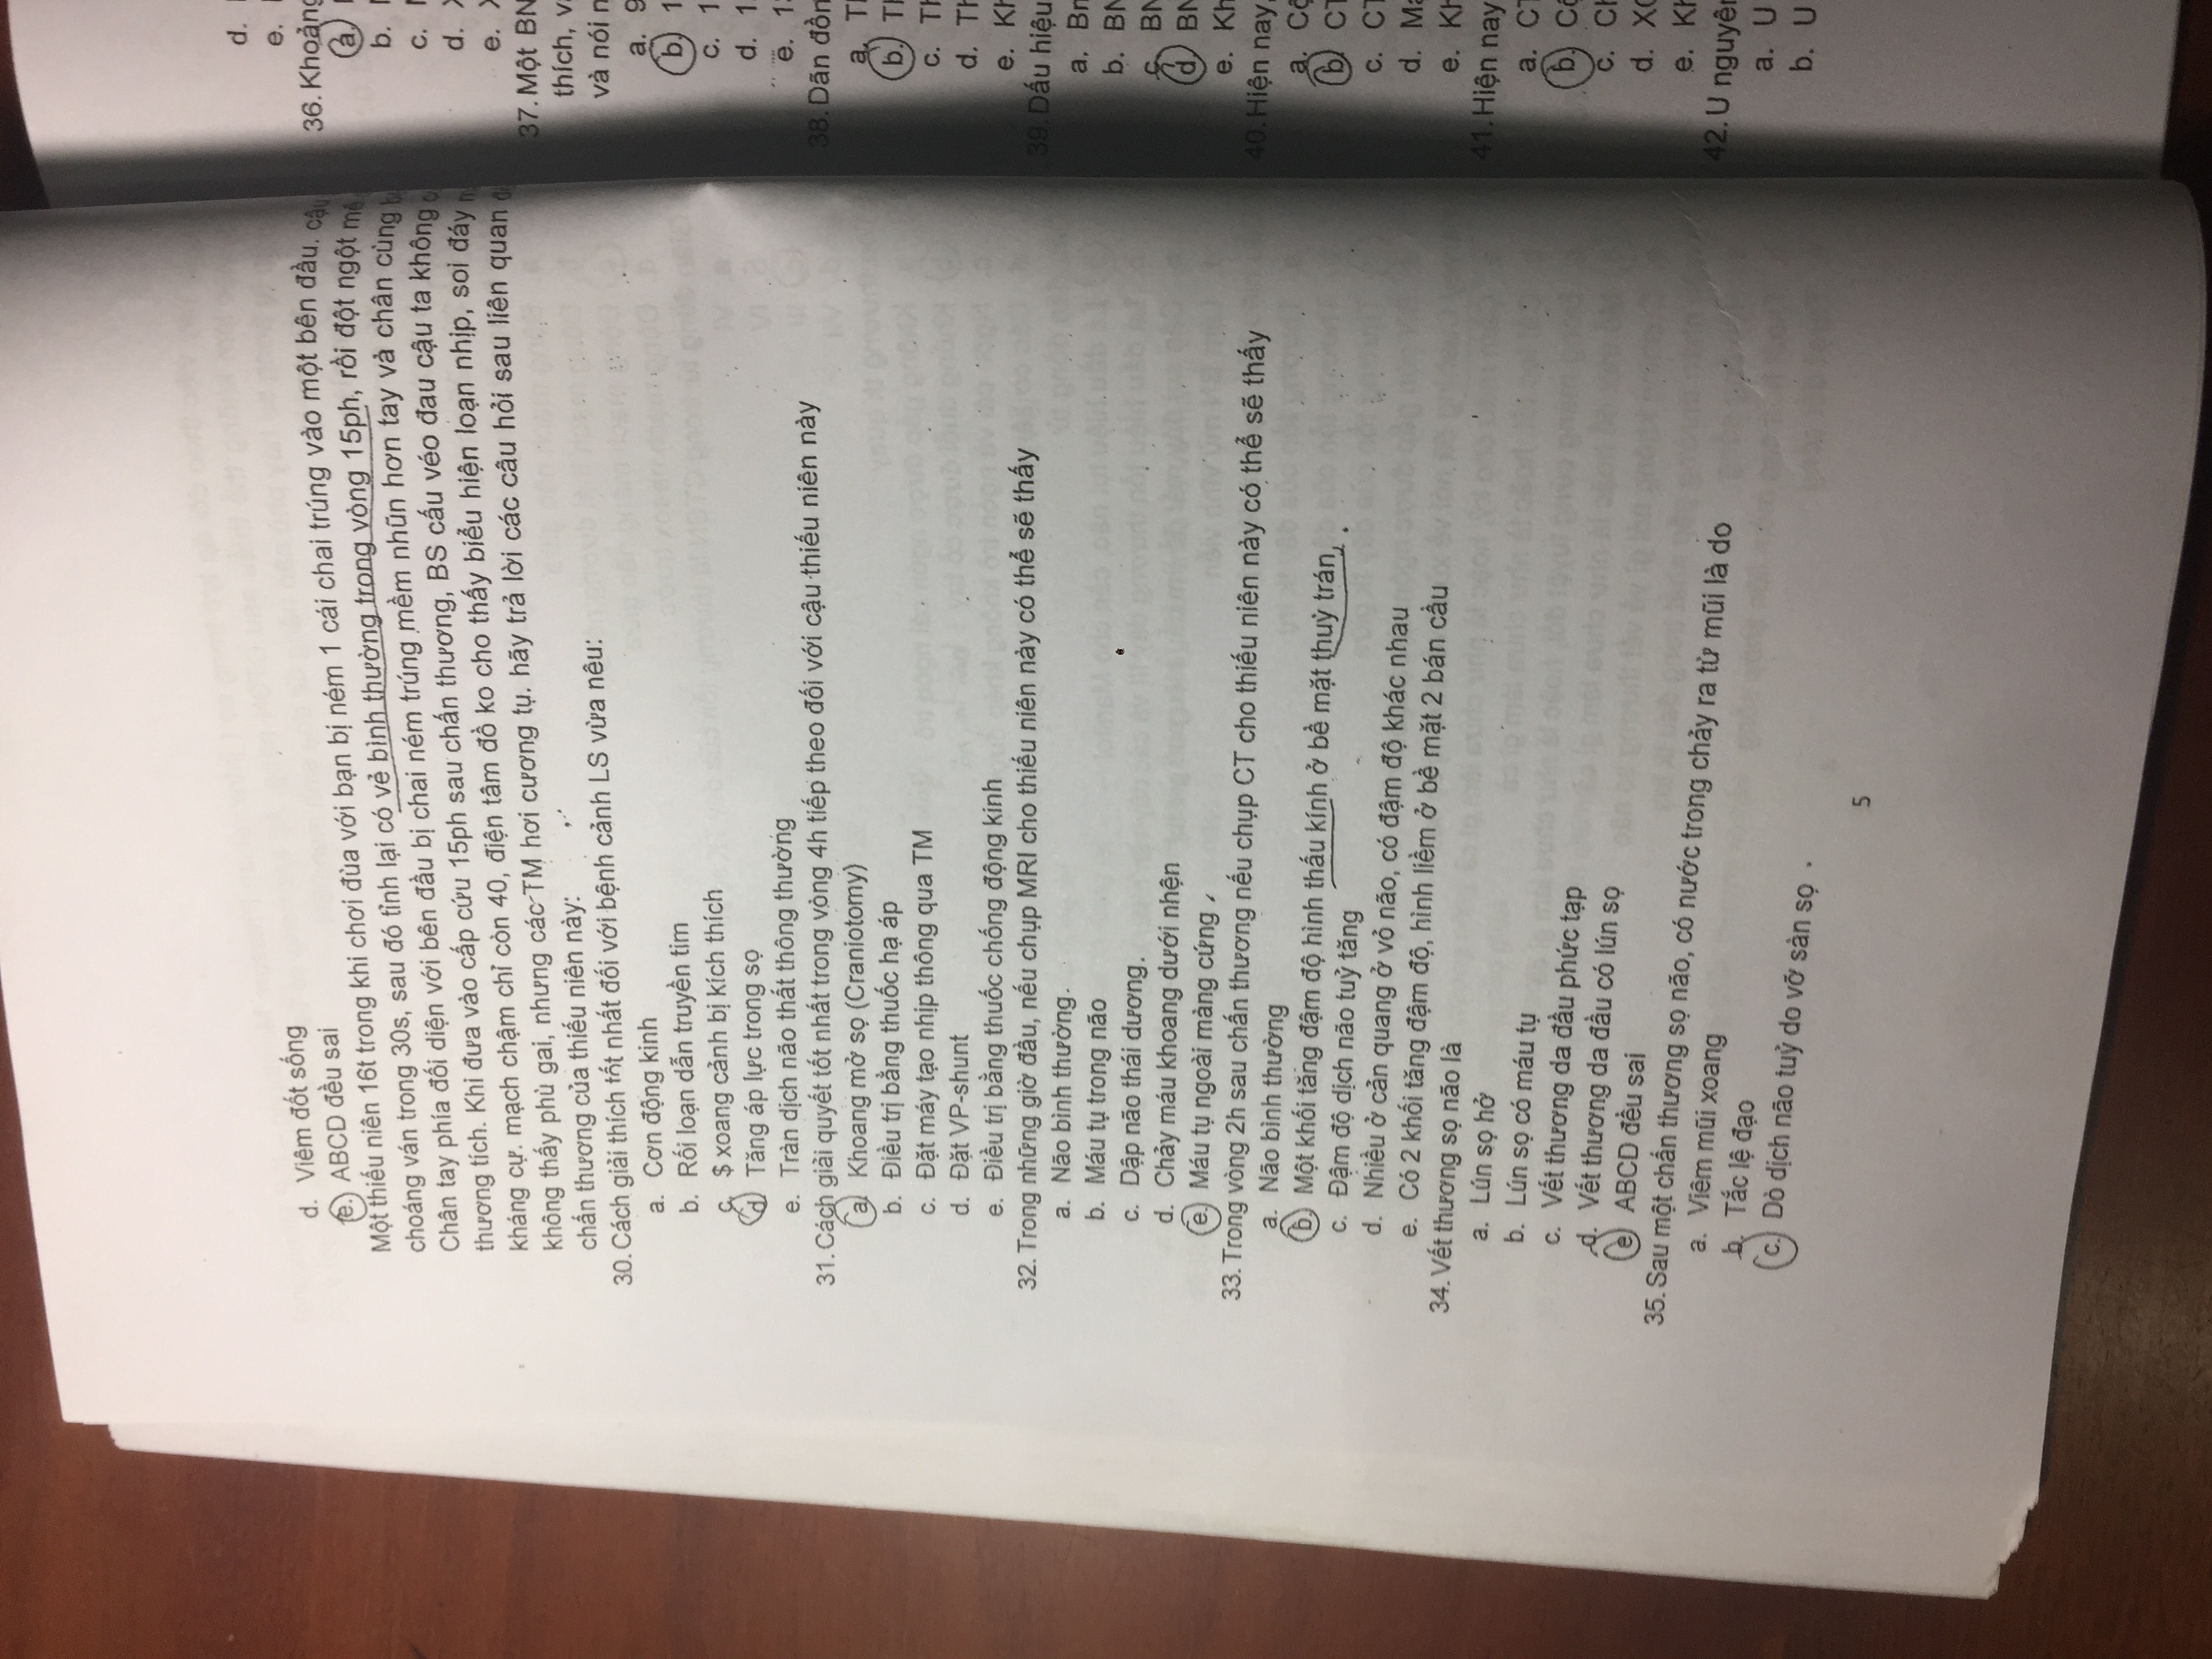 d. Viêm đốt sống
e. ABCD đều sai
Một thiếu niên 16t trong khi chơi đùa với bạn bị ném 1 cái chai trúng vào một bên đầu. cậu
choáng ván trong 30s, sau đó tỉnh lại có vẻ bình thường trong vòng 15ph, rồi đột ngột mê
Chân tay phía đối diện với bên đầu bị chai ném trúng mềm nhũn hơn tay và chân cùng
thương tích. Khi đưa vào cấp cứu 15ph sau chấn thương, BS cấu véo đau cậu ta không
kháng cự. mạch chậm chỉ còn 40, điện tâm đồ ko cho thấy biểu hiện loạn nhịp, soi đáy
không thấy phù gai, nhưng các TM hơi cương tụ. hãy trả lời các câu hỏi sau liên quan
chấn thương của thiếu niên này:
30. Cách giải thích tốt nhất đối với bệnh cảnh LS vừa nêu:
a. Cơn động kinh
b. Rối loạn dẫn truyền tim
c. $ xoang cảnh bị kích thích
d. Tăng áp lực trong sọ
e. Tràn dịch não thất thông thường
31. Cách giải quyết tốt nhất trong vòng 4h tiếp theo đối với cậu thiếu niên này
a. Khoang mở sọ (Craniotomy)
b. Điều trị bằng thuốc hạ áp
c. Đặt máy tạo nhịp thông qua TM
d. Đặt VP-shunt
e. Điều trị bằng thuốc chống động kinh
32. Trong những giờ đầu, nếu chụp MRI cho thiếu niên này có thể sẽ thấy
a. Não bình thường.
b. Máu tụ trong não
c. Dập não thái dương.
d. Chảy máu khoang dưới nhện
e. Máu tụ ngoài màng cứng
33. Trong vòng 2h sau chấn thương nếu chụp CT cho thiếu niên này có thể sẽ thấy
a. Não bình thường
b. Một khối tăng đậm độ hình thấu kính ở bề mặt thuỳ trán
c. Đậm độ dịch não tuỷ tăng
d. Nhiều ở cản quang ở vỏ não, có đậm độ khác nhau
e. Có 2 khối tăng đậm độ, hình liềm ở bề mặt 2 bán cầu
34. Vết thương sọ não là
a. Lún sọ hở
b. Lún sọ có máu tụ
c. Vết thương da đầu phức tạp
d. Vết thương da đầu có lún sọ
e. ABCD đều sai
35. Sau một chấn thương sọ não, có nước trong chảy ra từ mũi là do
a. Viêm mũi xoang
b. Tắc lệ đạo
c. Dò dịch não tuỷ do vỡ sàn sọ
5
d.
e.
36. Khoảng
a.
b.
c.
d.
e.
37. Một BN
thích,
và nói
a. 9
b. 1
c. 1
d. 1
e. 1
38. Dãn đồn
a.
b.
c.
d.
e.
39. Dấu hiệu
a.
b. BN
c. BN
d. BN
e.
40. Hiện nay,
a.
b. CT
c. CT
d.
e.
41. Hiện nay
a. CT
b.
c.
d.
e.
42. U nguyên
a. U
b. U